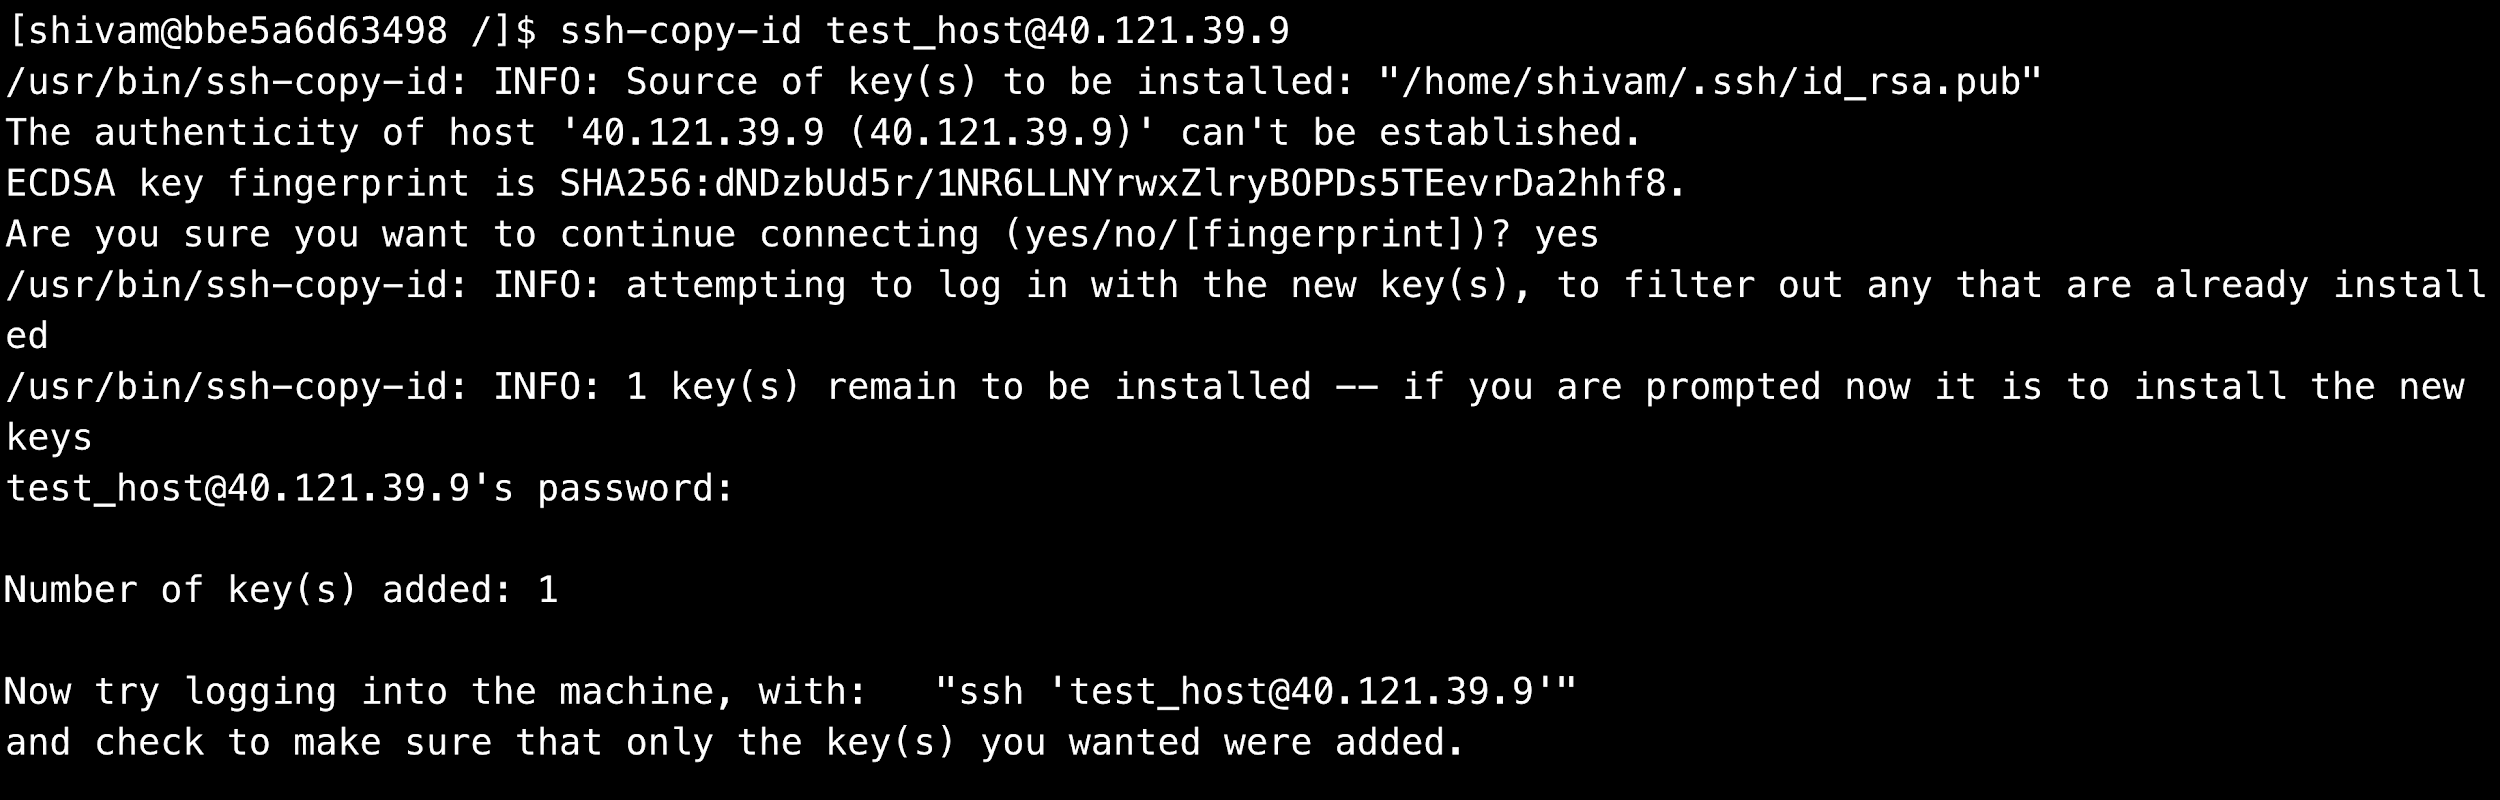 [shivam@bbe5a6d63498 /]$ ssh-copy-id test_host@40.121.39.9
/usr/bin/ssh-copy-id: INFO: Source of key(s) to be installed: "/home/shivam/.ssh/id_rsa.pub"
The authenticity of host '40.121.39.9 (40.121.39.9)' can't be established.
ECDSA key fingerprint is SHA256:dNDzbUd5r/1NR6LLNYrwxZlryBOPDs5TEevrDa2hhf8.
Are you sure you want to continue connecting (yes/no/[fingerprint])? yes
/usr/bin/ssh-copy-id: INFO: attempting to log in with the new key(s), to filter out any that are already install
ed
/usr/bin/ssh-copy-id: INFO: 1 key(s) remain to be installed -- if you are prompted now it is to install the new
keys
test_host@40.121.39.9's password:
Number of key(s) added: 1
Now try logging into the machine, with:   "ssh 'test_host@40.121.39.9'"
and check to make sure that only the key(s) you wanted were added.